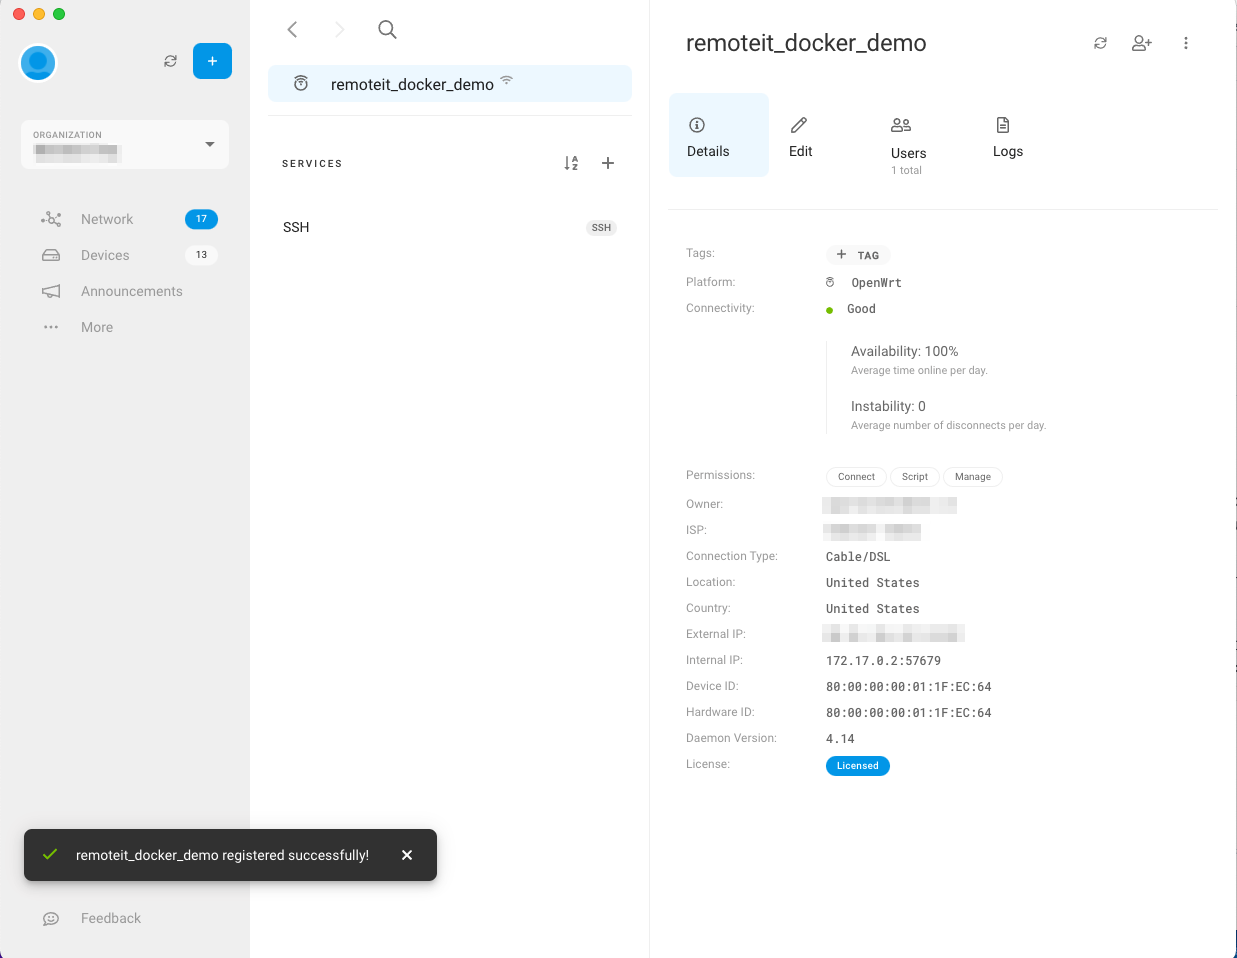 ORGANIZATION
Network 17
Devices 13
Announcements
More
Feedback
remoteit_docker_demo registered successfully!
remoteit_docker_demo
SERVICES
SSH SSH
remoteit_docker_demo
Details
Edit
Users
1 total
Logs
Tags: + TAG
Platform: OpenWrt
Connectivity: Good
Availability: 100%
Average time online per day.
Instability: 0
Average number of disconnects per day.
Permissions: Connect Script Manage
Owner:
ISP:
Connection Type: Cable/DSL
Location: United States
Country: United States
External IP:
Internal IP: 172.17.0.2:57679
Device ID: 80:00:00:00:01:1F:EC:64
Hardware ID: 80:00:00:00:01:1F:EC:64
Daemon Version: 4.14
License: Licensed